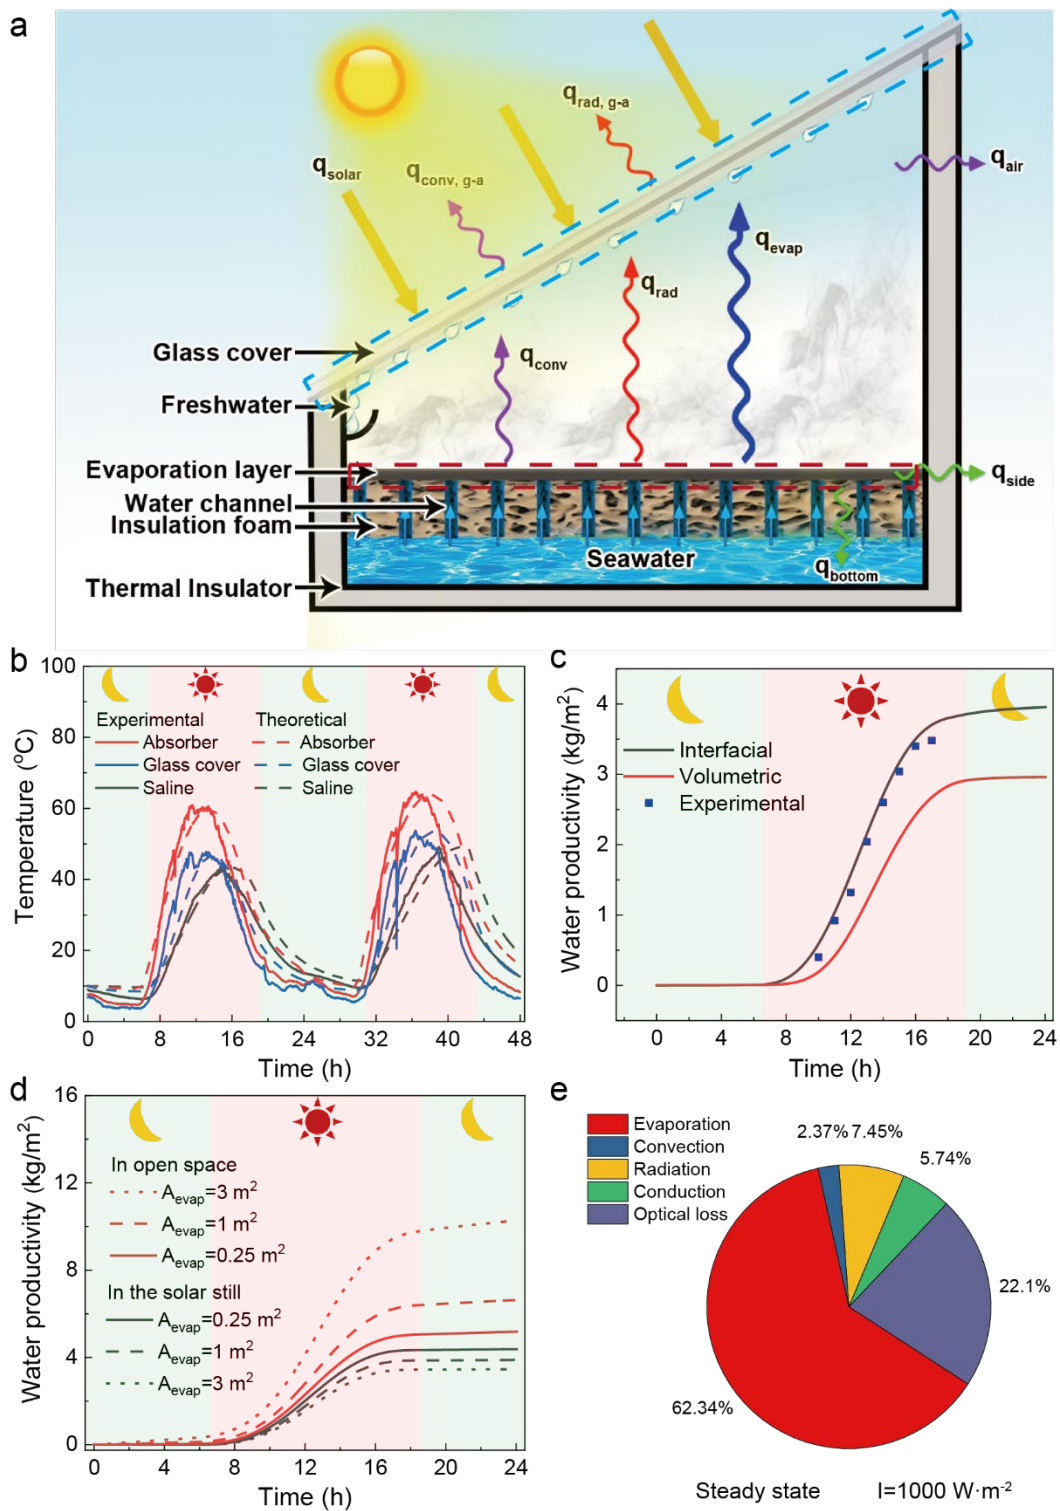 a
q_rad, g-a
q_solar
q_conv, g-a
q_air
q_evap
q_rad
Glass cover
q_conv
Freshwater
Evaporation layer
q_side
Water channel
Insulation foam
Seawater
q_bottom
Thermal Insulator
b
Temperature (°C)
100
80
60
40
20
0
Experimental
Theoretical
Absorber
Absorber
Glass cover
Glass cover
Saline
Saline
0 8 16 24 32 40 48
Time (h)
c
Water productivity (kg/m²)
4
3
2
1
0
Interfacial
Volumetric
Experimental
0 4 8 12 16 20 24
Time (h)
d
Water productivity (kg/m²)
16
12
8
4
0
In open space
A_evap=3 m²
A_evap=1 m²
A_evap=0.25 m²
In the solar still
A_evap=0.25 m²
A_evap=1 m²
A_evap=3 m²
0 4 8 12 16 20 24
Time (h)
e
Evaporation
Convection
Radiation
Conduction
Optical loss
2.37% 7.45%
5.74%
22.1%
62.34%
Steady state I=1000 W·m⁻²